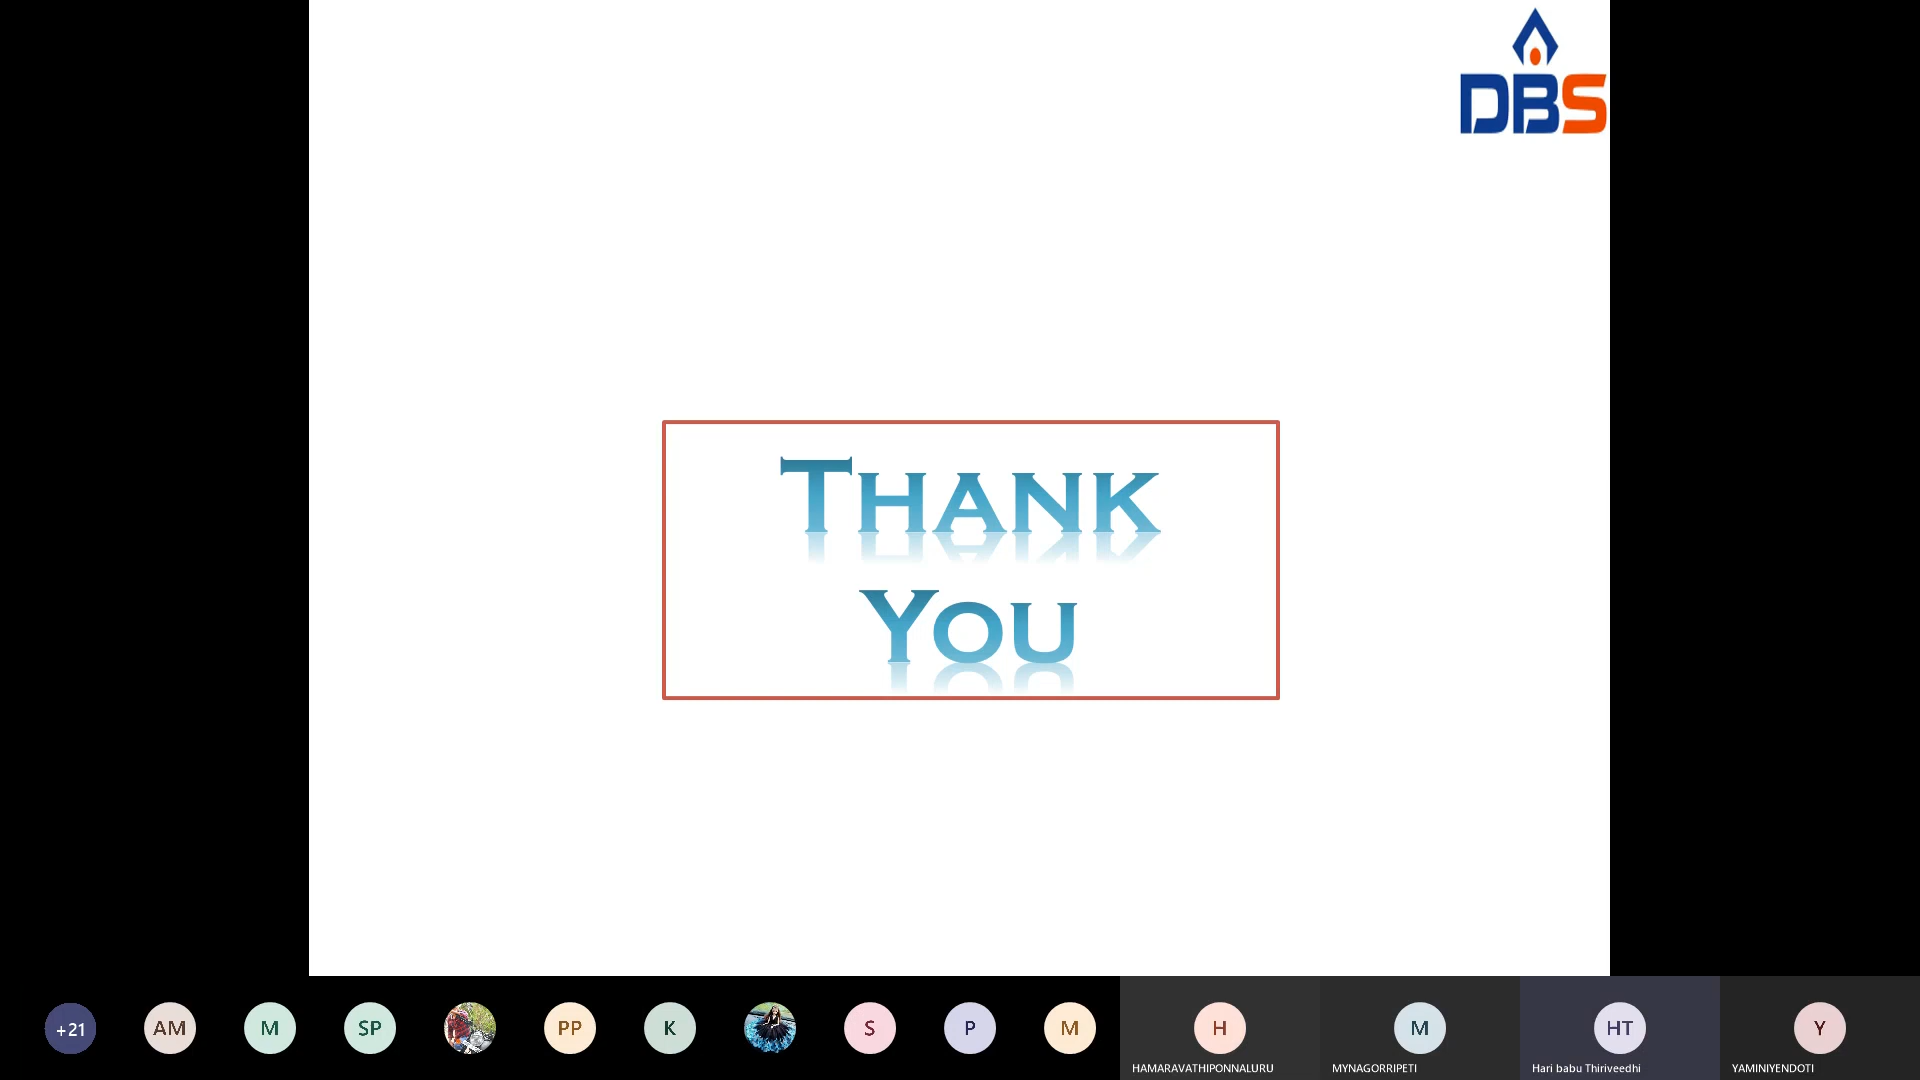 DBS
THANK
YOU
+21
AM
M
SP
PP
K
S
P
M
H
M
HT
Y
HAMARAVATHIPONNALURU
MYNAGORRIPETI
Hari babu Thiriveedhi
YAMINIYENDOTI